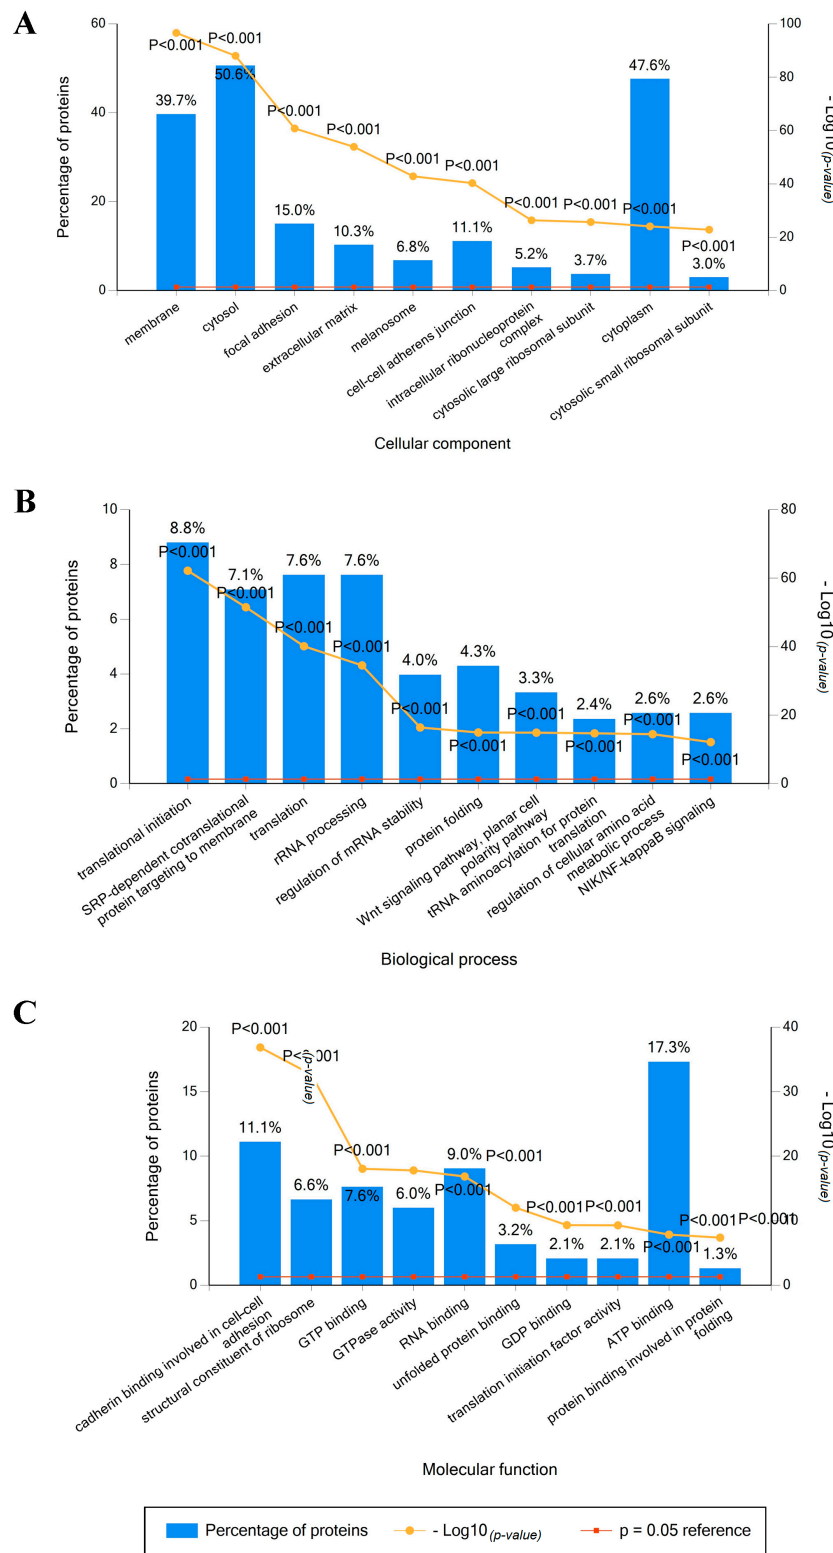 A
60
40
20
0
100
80
60
40
20
0
Percentage of proteins
- Log10(p-value)
P<0.001
P<0.001
P<0.001
P<0.001
P<0.001
P<0.001
P<0.001
P<0.001
P<0.001
P<0.001
39.7%
50.6%
15.0%
10.3%
6.8%
11.1%
5.2%
3.7%
47.6%
3.0%
membrane
cytosol
focal adhesion
extracellular matrix
melanosome
cell-cell adherens junction
intracellular ribonucleoprotein
complex
cytosolic large ribosomal subunit
cytoplasm
cytosolic small ribosomal subunit
Cellular component
B
10
8
6
4
2
0
80
60
40
20
0
Percentage of proteins
- Log10(p-value)
8.8%
7.1%
7.6%
7.6%
4.0%
4.3%
3.3%
2.4%
2.6%
2.6%
P<0.001
P<0.001
P<0.001
P<0.001
P<0.001
P<0.001
P<0.001
P<0.001
P<0.001
P<0.001
translational initiation
SRP-dependent cotranslational
protein targeting to membrane
translation
rRNA processing
regulation of mRNA stability
protein folding
Wnt signaling pathway, planar cell
polarity pathway
tRNA aminoacylation for protein
translation
regulation of cellular amino acid
metabolic process
NIK/NF-kappaB signaling
Biological process
C
20
15
10
5
0
40
30
20
10
0
Percentage of proteins
- Log10(p-value)
P<0.001
P<0.001
(p-value)
P<0.001
P<0.001
P<0.001
P<0.001
P<0.001
P<0.001
P<0.001
P<0.001
11.1%
6.6%
7.6%
6.0%
9.0%
3.2%
2.1%
2.1%
17.3%
1.3%
cadherin binding involved in cell-cell
adhesion
structural constituent of ribosome
GTP binding
GTPase activity
RNA binding
unfolded protein binding
GDP binding
translation initiation factor activity
ATP binding
protein binding involved in protein
folding
Molecular function
Percentage of proteins
- Log10(p-value)
p = 0.05 reference